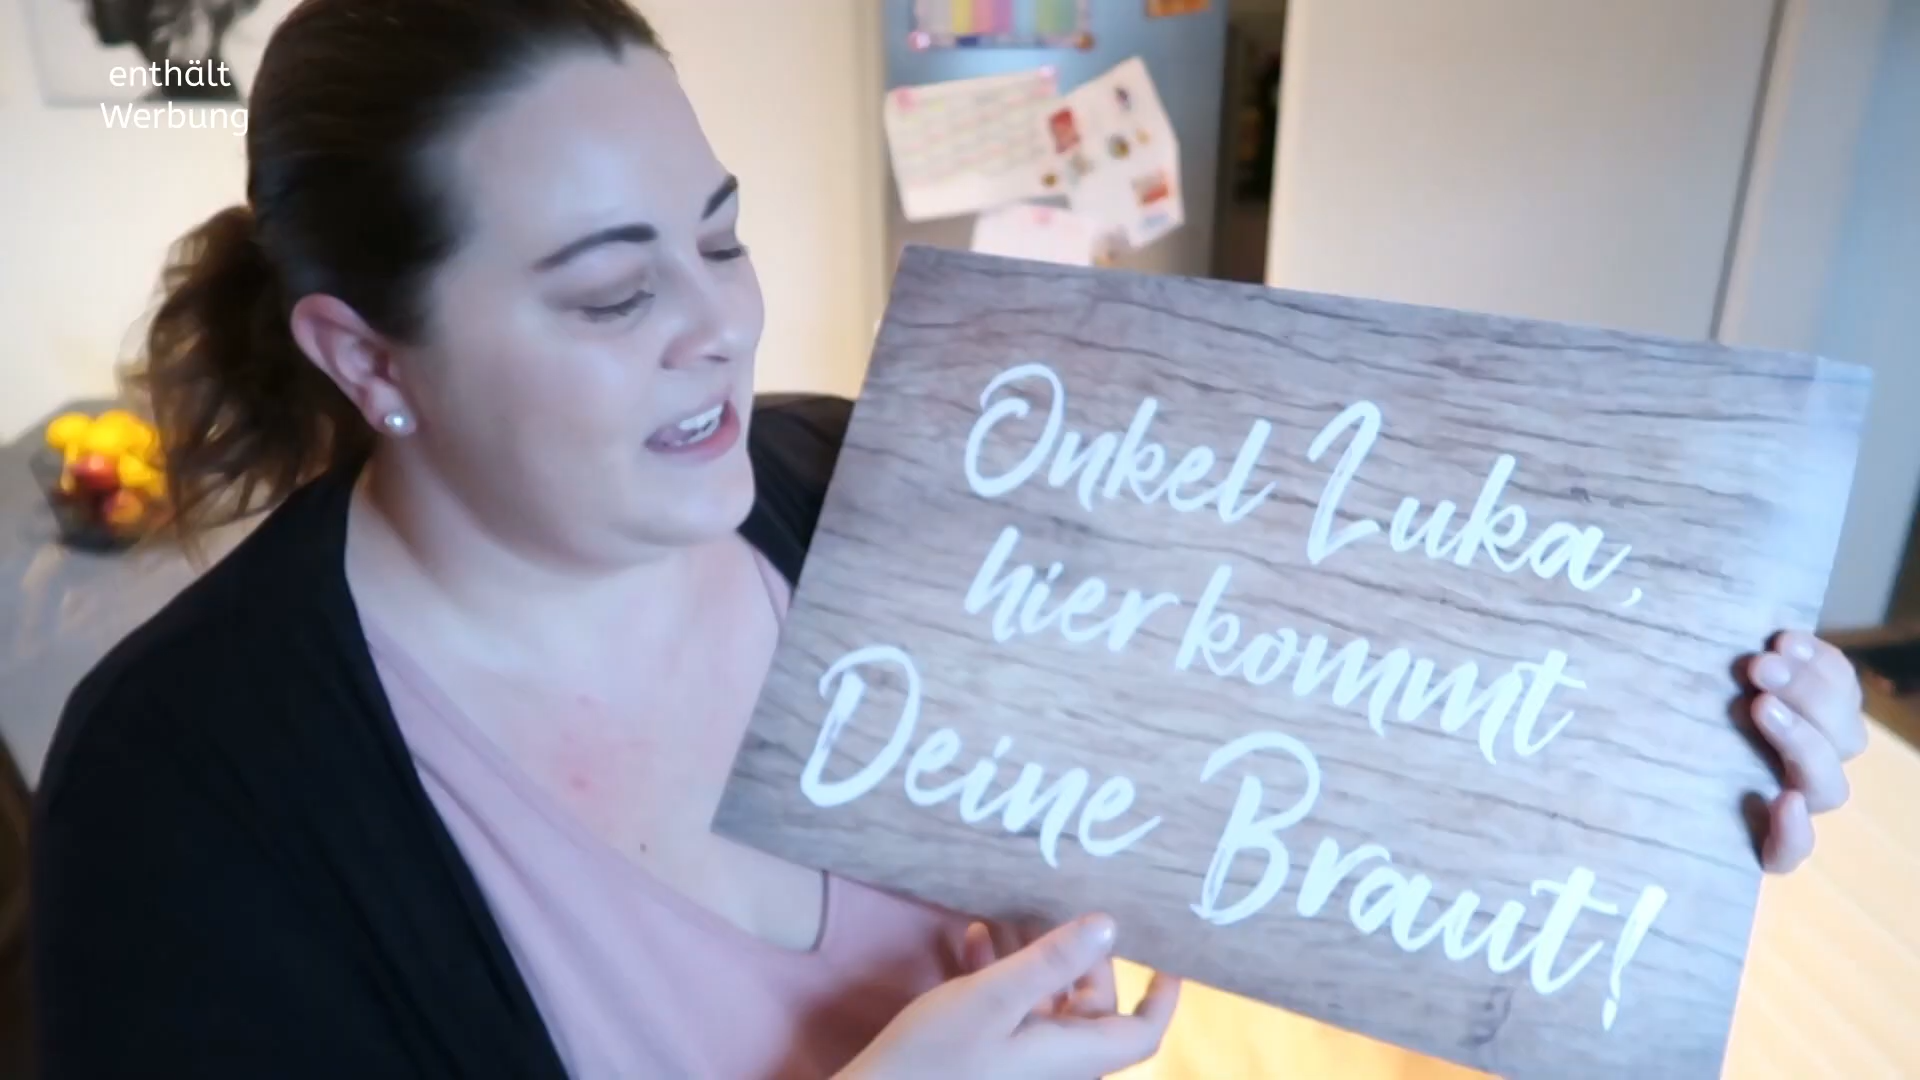 enthält
Werbung
Onkel Luka,
hier kommt
Deine Braut!